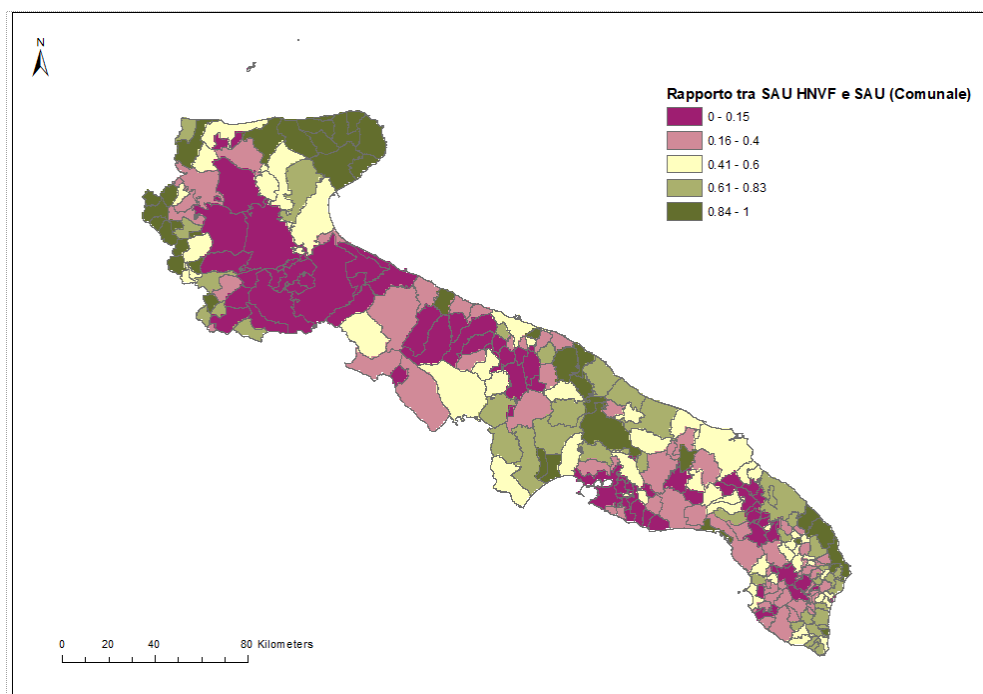 N
Rapporto tra SAU HNVF e SAU (Comunale)
0 - 0.15
0.16 - 0.4
0.41 - 0.6
0.61 - 0.83
0.84 - 1
0 20 40 80 Kilometers